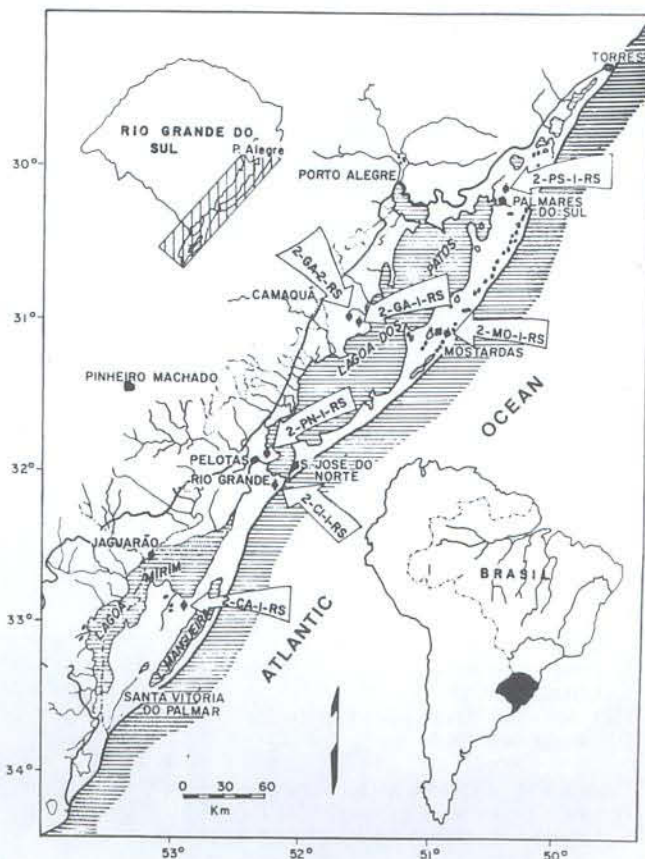 TORRES
RIO GRANDE DO
SUL
P. Alegre
30°
PORTO ALEGRE
2-PS-1-RS
PALMARES
DO SUL
2-GA-2-RS
PATOS
CAMAQUÃ
2-GA-1-RS
31°
LAGOA DOS
2-MO-1-RS
MOSTARDAS
PINHEIRO MACHADO
OCEAN
2-PN-1-RS
PELOTAS
32°
S. JOSÉ DO
NORTE
RIO GRANDE
2-CI-1-RS
JAGUARÃO
BRASIL
MIRIM
LAGOA
2-CA-1-RS
33°
L. MANGUEIRA
ATLANTIC
SANTA VITÓRIA
DO PALMAR
34°
0 30 60
Km
53° 52° 51° 50°